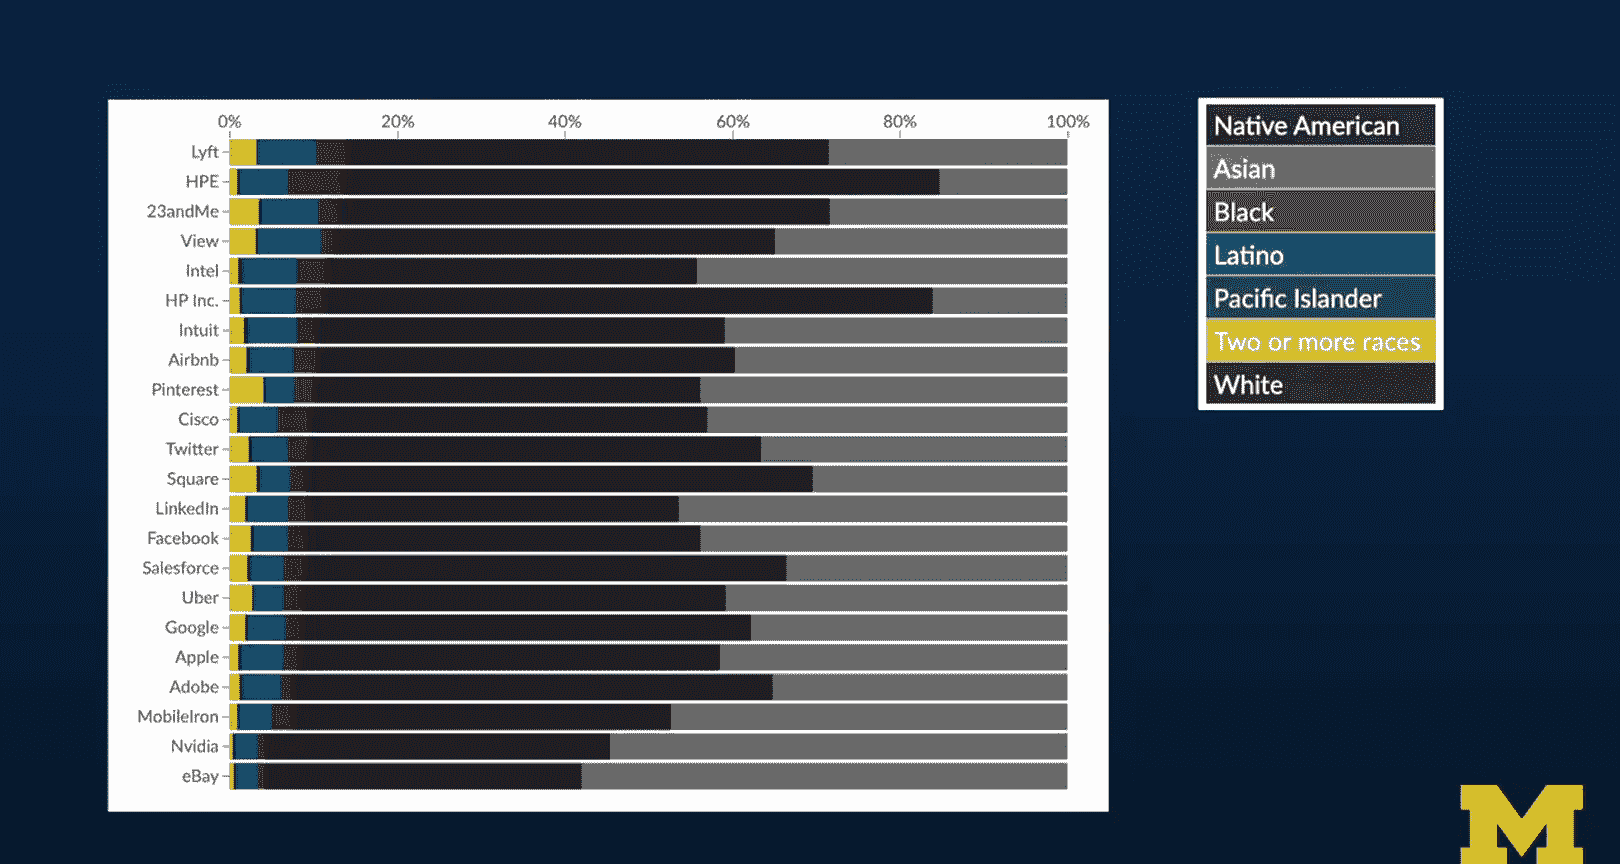 0% 20% 40% 60% 80% 100%
Lyft
HPE
23andMe
View
Intel
HP Inc.
Intuit
Airbnb
Pinterest
Cisco
Twitter
Square
LinkedIn
Facebook
Salesforce
Uber
Google
Apple
Adobe
MobileIron
Nvidia
eBay
Native American
Asian
Black
Latino
Pacific Islander
Two or more races
White
M